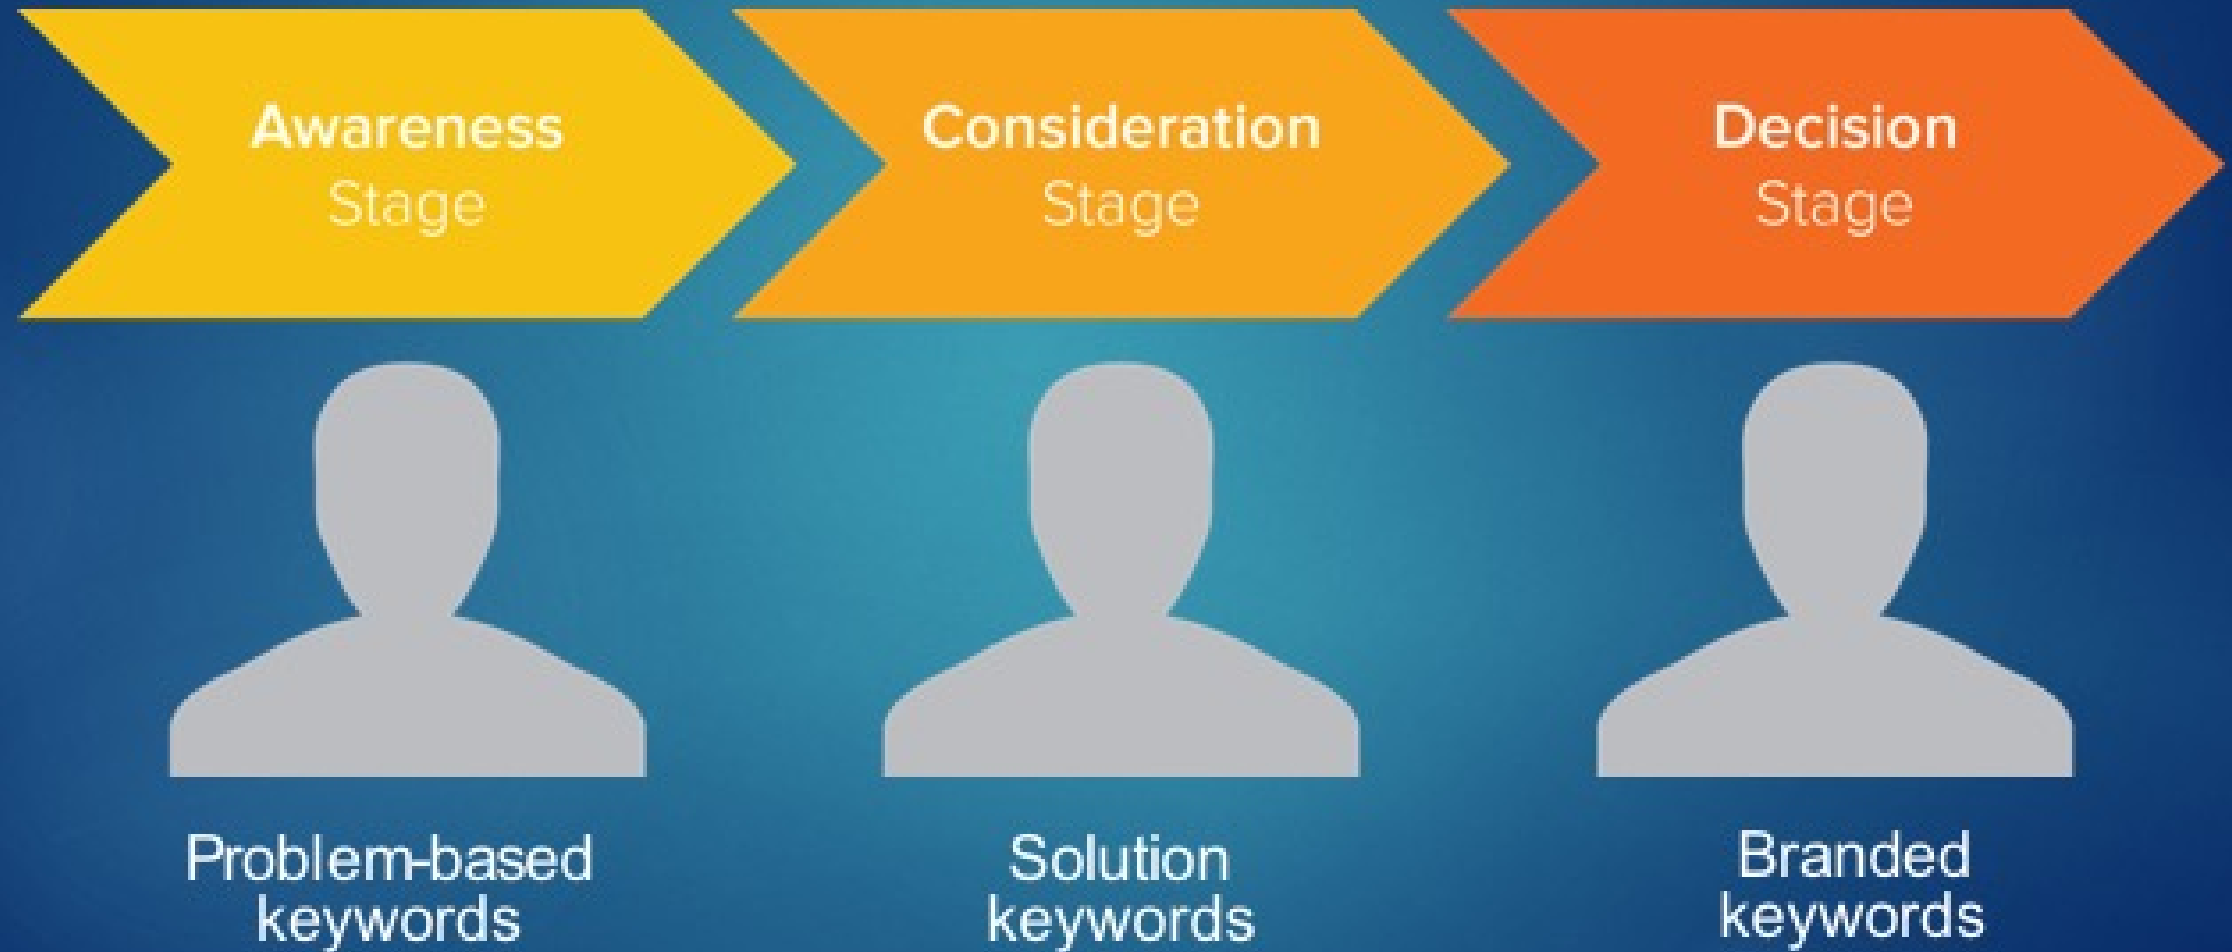 Awareness
Stage
Consideration
Stage
Decision
Stage
Problem-based
keywords
Solution
keywords
Branded
keywords